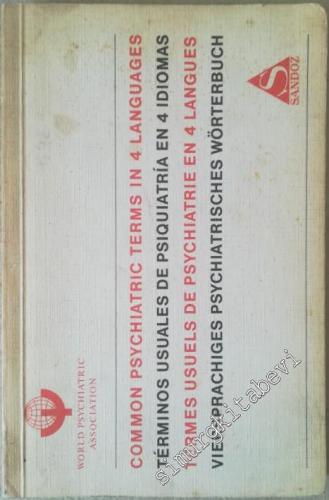 WORLD PSYCHIATRIC
ASSOCIATION
SANDOZ
COMMON PSYCHIATRIC TERMS IN 4 LANGUAGES
TÉRMINOS USUALES DE PSIQUIATRÍA EN 4 IDIOMAS
TERMES USUELS DE PSYCHIATRIE EN 4 LANGUES
VIERSPRACHIGES PSYCHIATRISCHES WÖRTERBUCH
simurgkitabevi